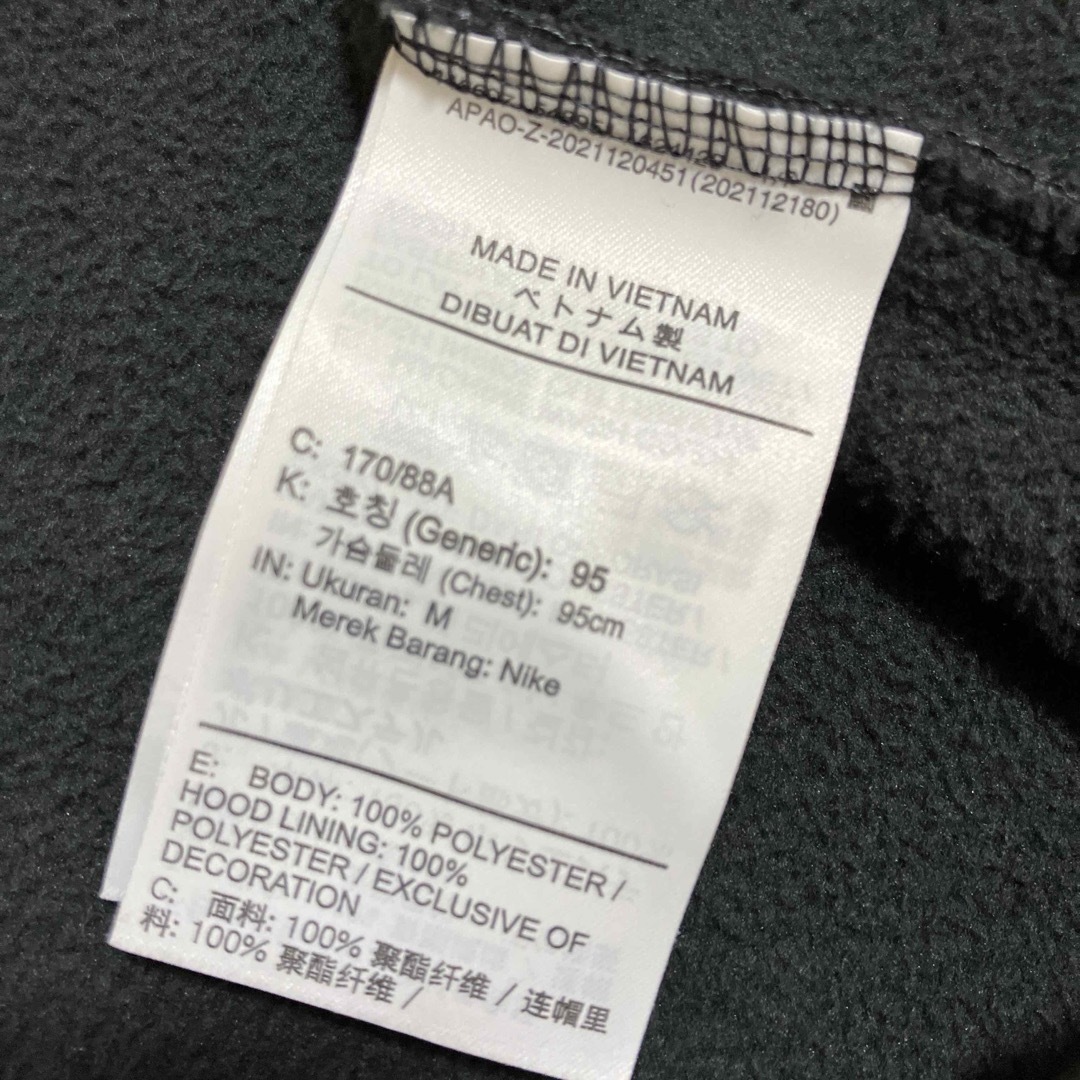 APAO-Z-2021120451(202112180)
MADE IN VIETNAM
ベトナム製
DIBUAT DI VIETNAM
C: 170/88A
K: 호칭 (Generic): 95
가슴둘레 (Chest): 95cm
IN: Ukuran: M
Merek Barang: Nike
E: BODY: 100% POLYESTER /
HOOD LINING: 100%
POLYESTER / EXCLUSIVE OF
DECORATION
C: 面料: 100% 聚酯纤维 / 连帽里
料: 100% 聚酯纤维 /